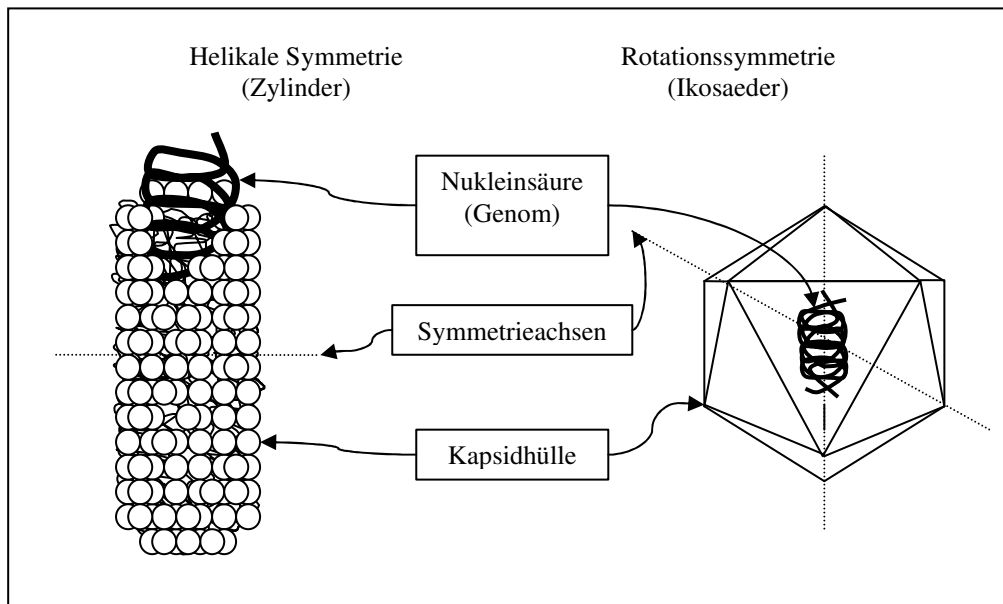 Helikale Symmetrie
(Zylinder)
Rotationssymmetrie
(Ikosaeder)
Nukleinsäure
(Genom)
Symmetrieachsen
Kapsidhülle